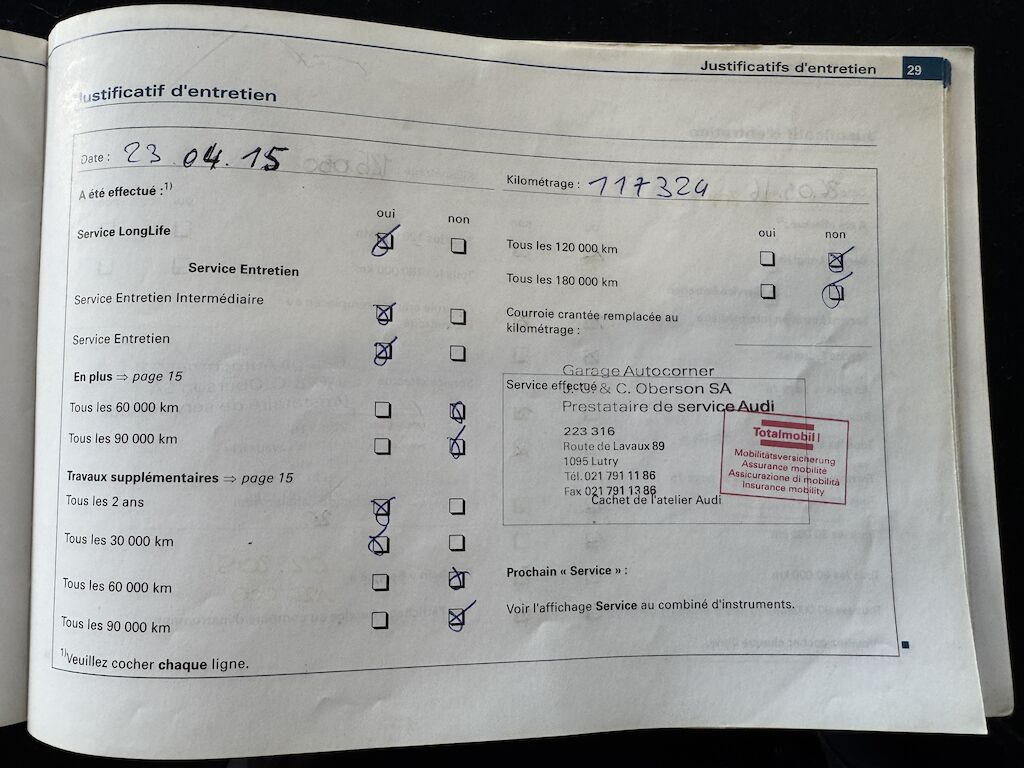 Justificatifs d'entretien 29
Justificatif d'entretien
Date : 23.04.15
Kilométrage : 117324
A été effectué :1)
oui non
Service LongLife ☒ ☐
Service Entretien
Service Entretien Intermédiaire ☒ ☐
Service Entretien ☒ ☐
En plus ⇒ page 15
Tous les 60 000 km ☐ ☒
Tous les 90 000 km ☐ ☒
Travaux supplémentaires ⇒ page 15
Tous les 2 ans ☒ ☐
Tous les 30 000 km ☒ ☐
Tous les 60 000 km ☐ ☒
Tous les 90 000 km ☐ ☒
1)Veuillez cocher chaque ligne.
oui non
Tous les 120 000 km ☐ ☒
Tous les 180 000 km ☐ ☒
Courroie crantée remplacée au
kilométrage :
Garage Autocorner
Service effectué
& C. Oberson SA
Prestataire de service Audi
223 316
Route de Lavaux 89
1095 Lutry
Tél. 021 791 11 86
Fax 021 791 13 86
Cachet de l'atelier Audi
Totalmobil!
Mobilitätsversicherung
Assurance mobilité
Assicurazione di mobilità
Insurance mobility
Prochain « Service » :
Voir l'affichage Service au combiné d'instruments.